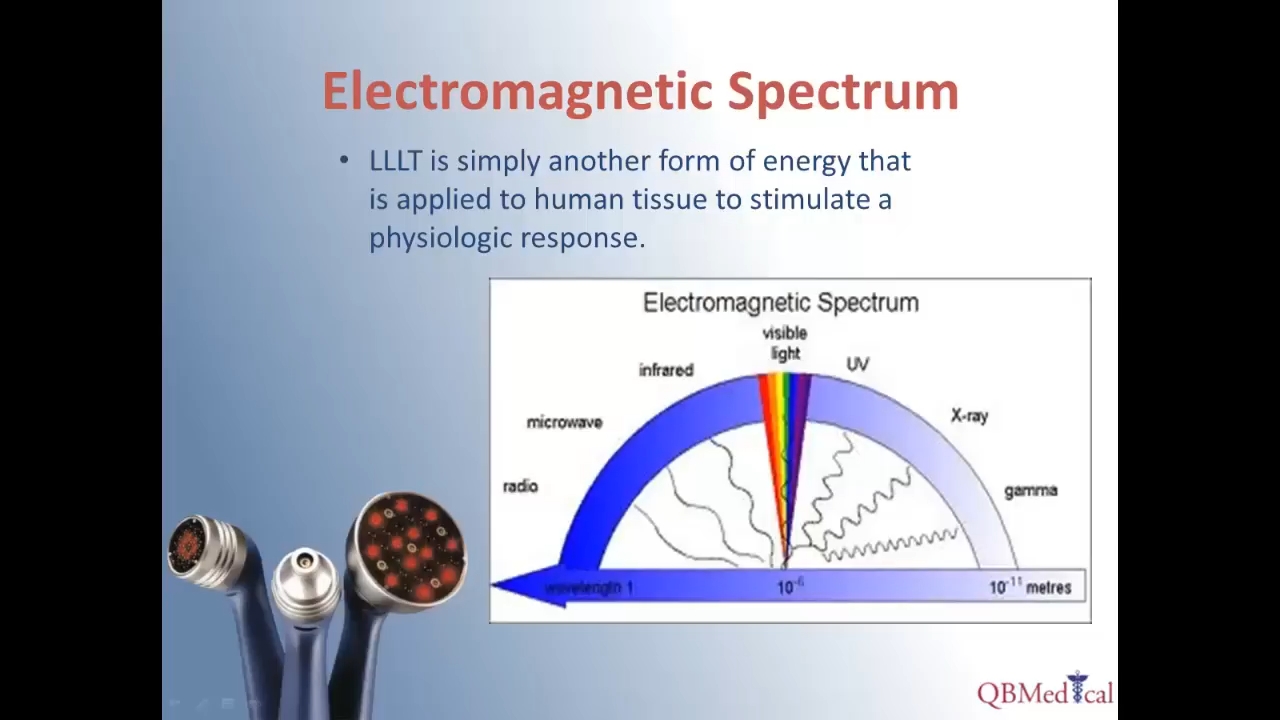 Electromagnetic Spectrum
• LLLT is simply another form of energy that
is applied to human tissue to stimulate a
physiologic response.
Electromagnetic Spectrum
visible
light
UV
infrared
X-ray
microwave
radio
gamma
wavelength 1
10⁻⁶
10⁻¹¹ metres
QBMedical